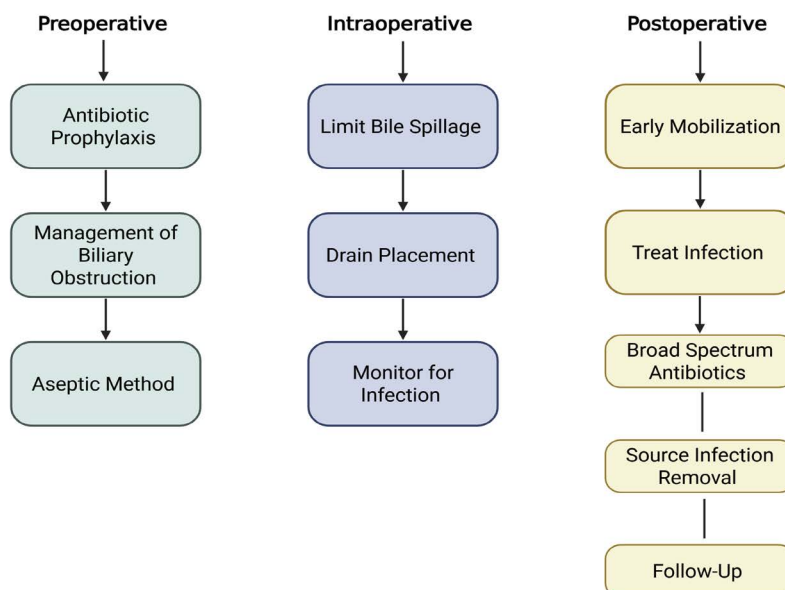 Preoperative
Antibiotic
Prophylaxis
Management of
Biliary
Obstruction
Aseptic Method
Intraoperative
Limit Bile Spillage
Drain Placement
Monitor for
Infection
Postoperative
Early Mobilization
Treat Infection
Broad Spectrum
Antibiotics
Source Infection
Removal
Follow-Up